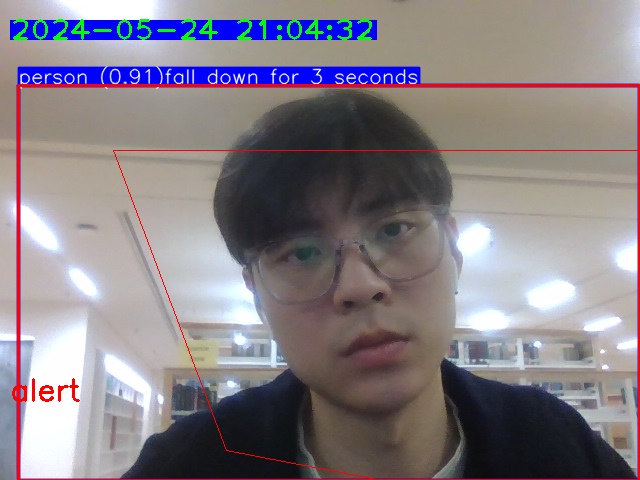 2024-05-24 21:04:32
person (0.91)fall down for 3 seconds
alert